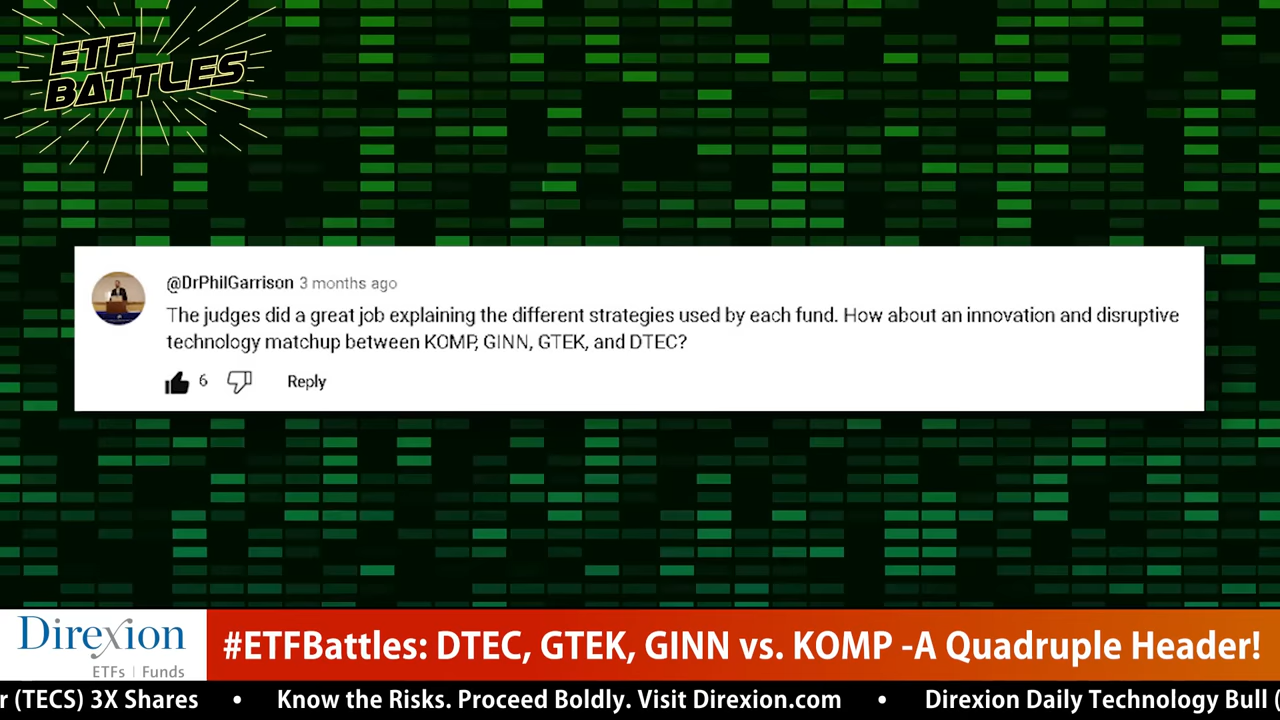 ETF
BATTLES
@DrPhilGarrison 3 months ago
The judges did a great job explaining the different strategies used by each fund. How about an innovation and disruptive
technology matchup between KOMP, GINN, GTEK, and DTEC?
6 Reply
Direxion
ETFs | Funds
#ETFBattles: DTEC, GTEK, GINN vs. KOMP -A Quadruple Header!
r (TECS) 3X Shares • Know the Risks. Proceed Boldly. Visit Direxion.com • Direxion Daily Technology Bull (